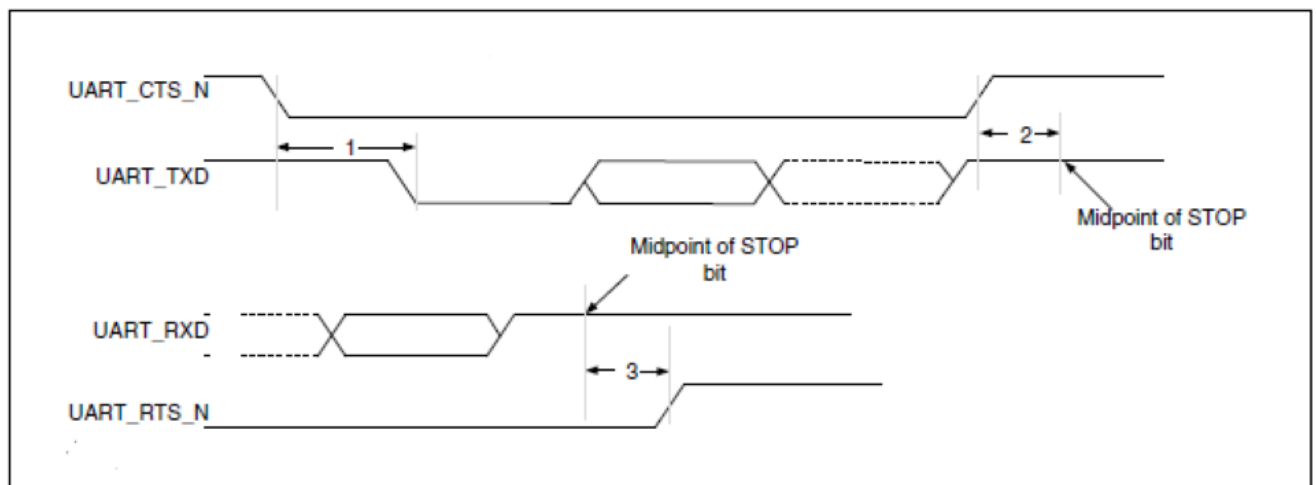 UART_CTS_N
1
2
UART_TXD
Midpoint of STOP
bit
Midpoint of STOP
bit
UART_RXD
3
UART_RTS_N